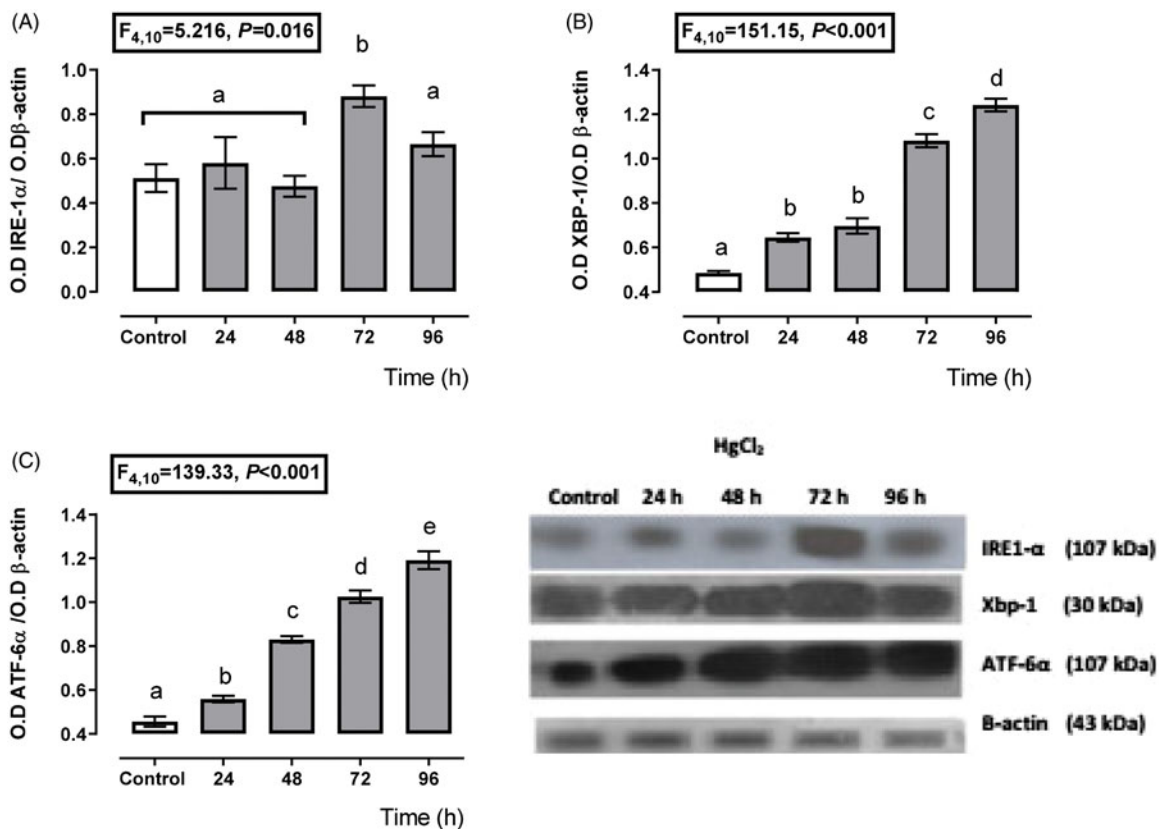 (A)
F4,10=5.216, P=0.016
O.D IRE-1α/ O.Dβ-actin
1.0
0.8
0.6
0.4
0.2
0.0
a
b
a
Control 24 48 72 96
Time (h)
(B)
F4,10=151.15, P<0.001
O.D XBP-1/O.D β-actin
1.4
1.2
1.0
0.8
0.6
0.4
a
b
b
c
d
Control 24 48 72 96
Time (h)
(C)
F4,10=139.33, P<0.001
O.D ATF-6α /O.D β-actin
1.4
1.2
1.0
0.8
0.6
0.4
a
b
c
d
e
Control 24 48 72 96
Time (h)
HgCl₂
Control 24 h 48 h 72 h 96 h
IRE1-α (107 kDa)
Xbp-1 (30 kDa)
ATF-6α (107 kDa)
B-actin (43 kDa)